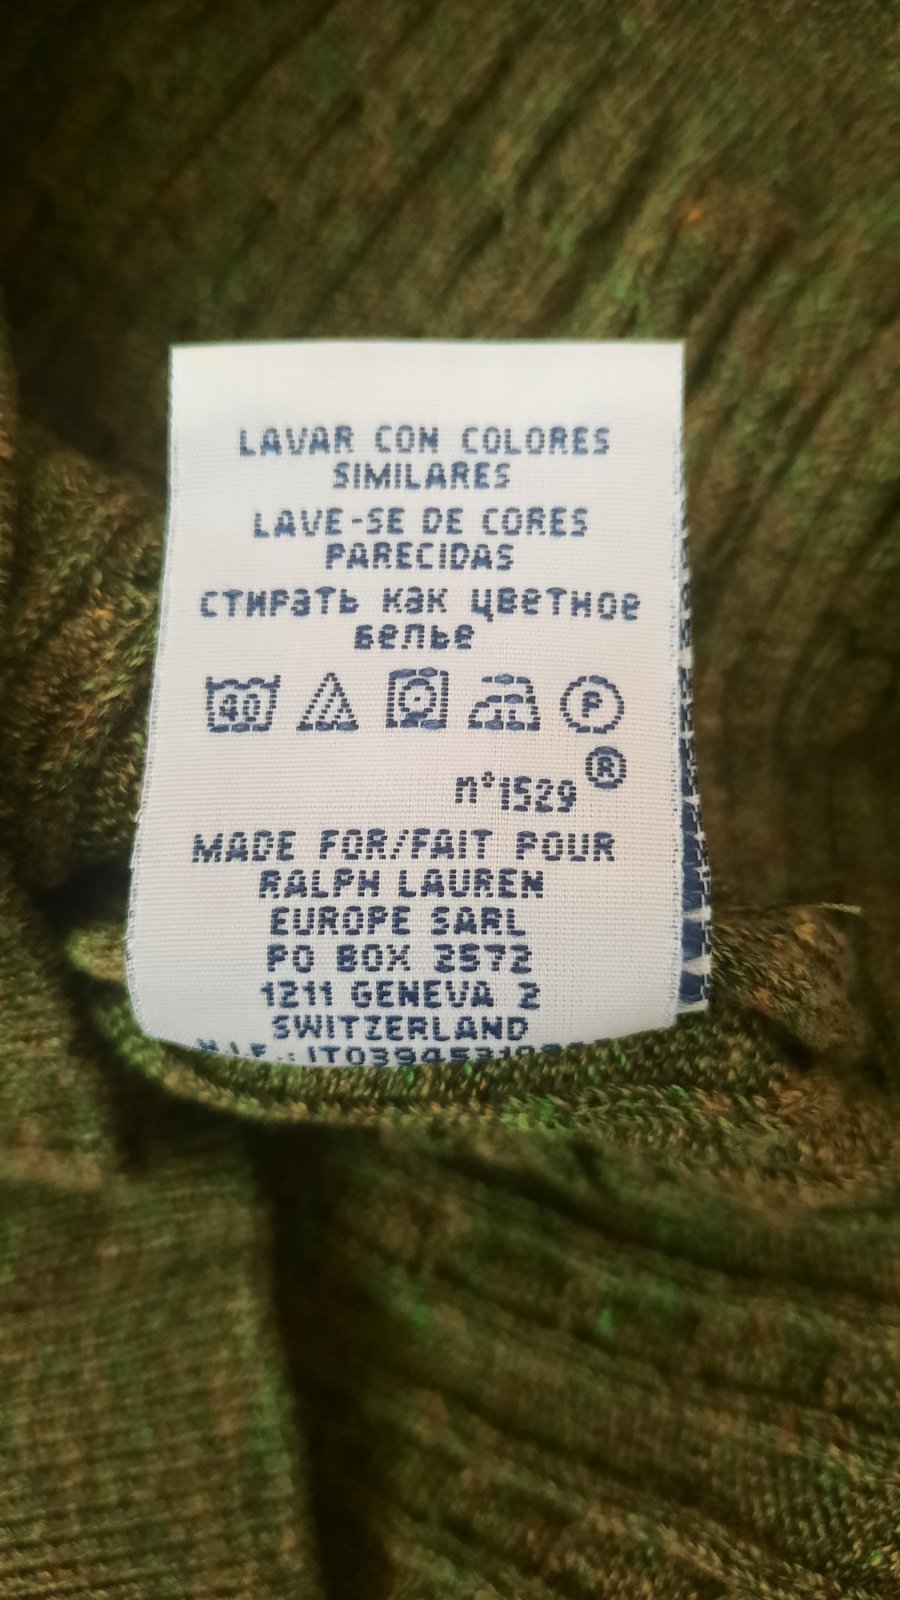 LAVAR CON COLORES
SIMILARES
LAVE-SE DE CORES
PARECIDAS
СТИРАТЬ КАК ЦВЕТНОЕ
БЕЛЬЕ
40 P
n°1529 ®
MADE FOR/FAIT POUR
RALPH LAUREN
EUROPE SARL
PO BOX 2572
1211 GENEVA 2
SWITZERLAND